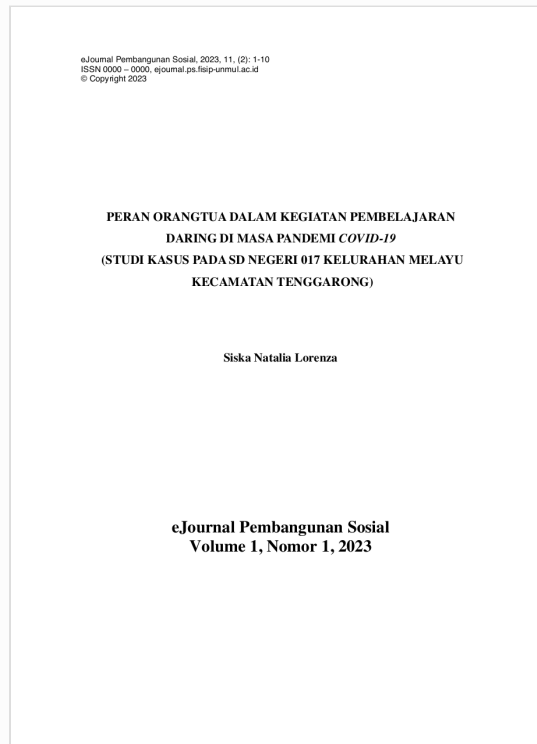 eJournal Pembangunan Sosial, 2023, 11, (2): 1-10
ISSN 0000 – 0000, ejournal.ps.fisip-unmul.ac.id
© Copyright 2023
PERAN ORANGTUA DALAM KEGIATAN PEMBELAJARAN
DARING DI MASA PANDEMI COVID-19
(STUDI KASUS PADA SD NEGERI 017 KELURAHAN MELAYU
KECAMATAN TENGGARONG)
Siska Natalia Lorenza
eJournal Pembangunan Sosial
Volume 1, Nomor 1, 2023